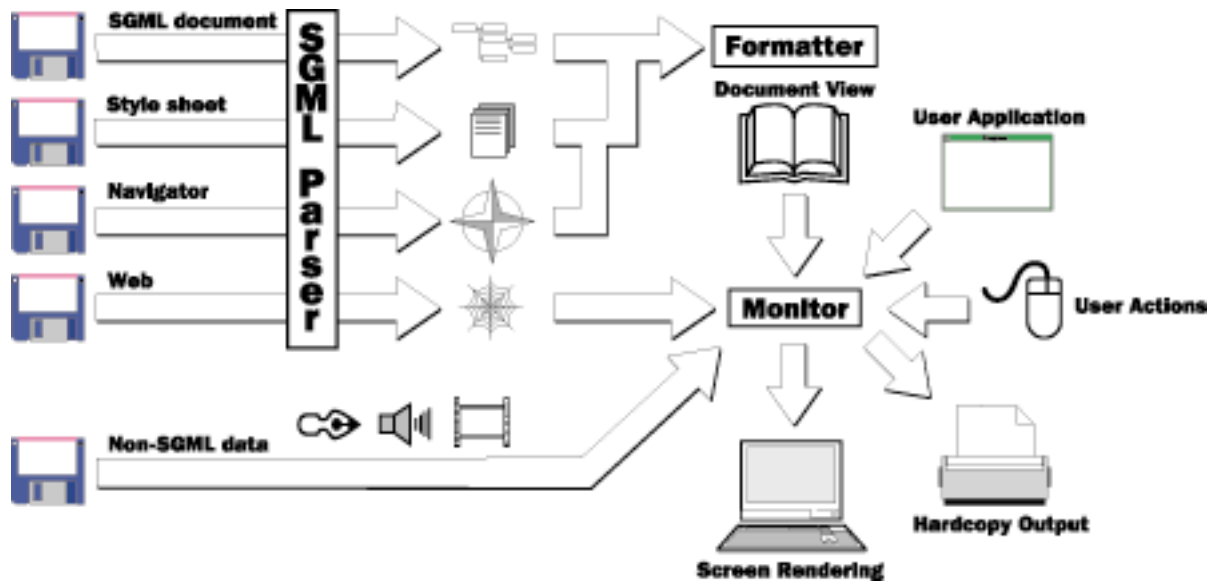 SGML document
Style sheet
Navigator
Web
Non-SGML data
SGML Parser
Formatter
Document View
User Application
Monitor
User Actions
Screen Rendering
Hardcopy Output